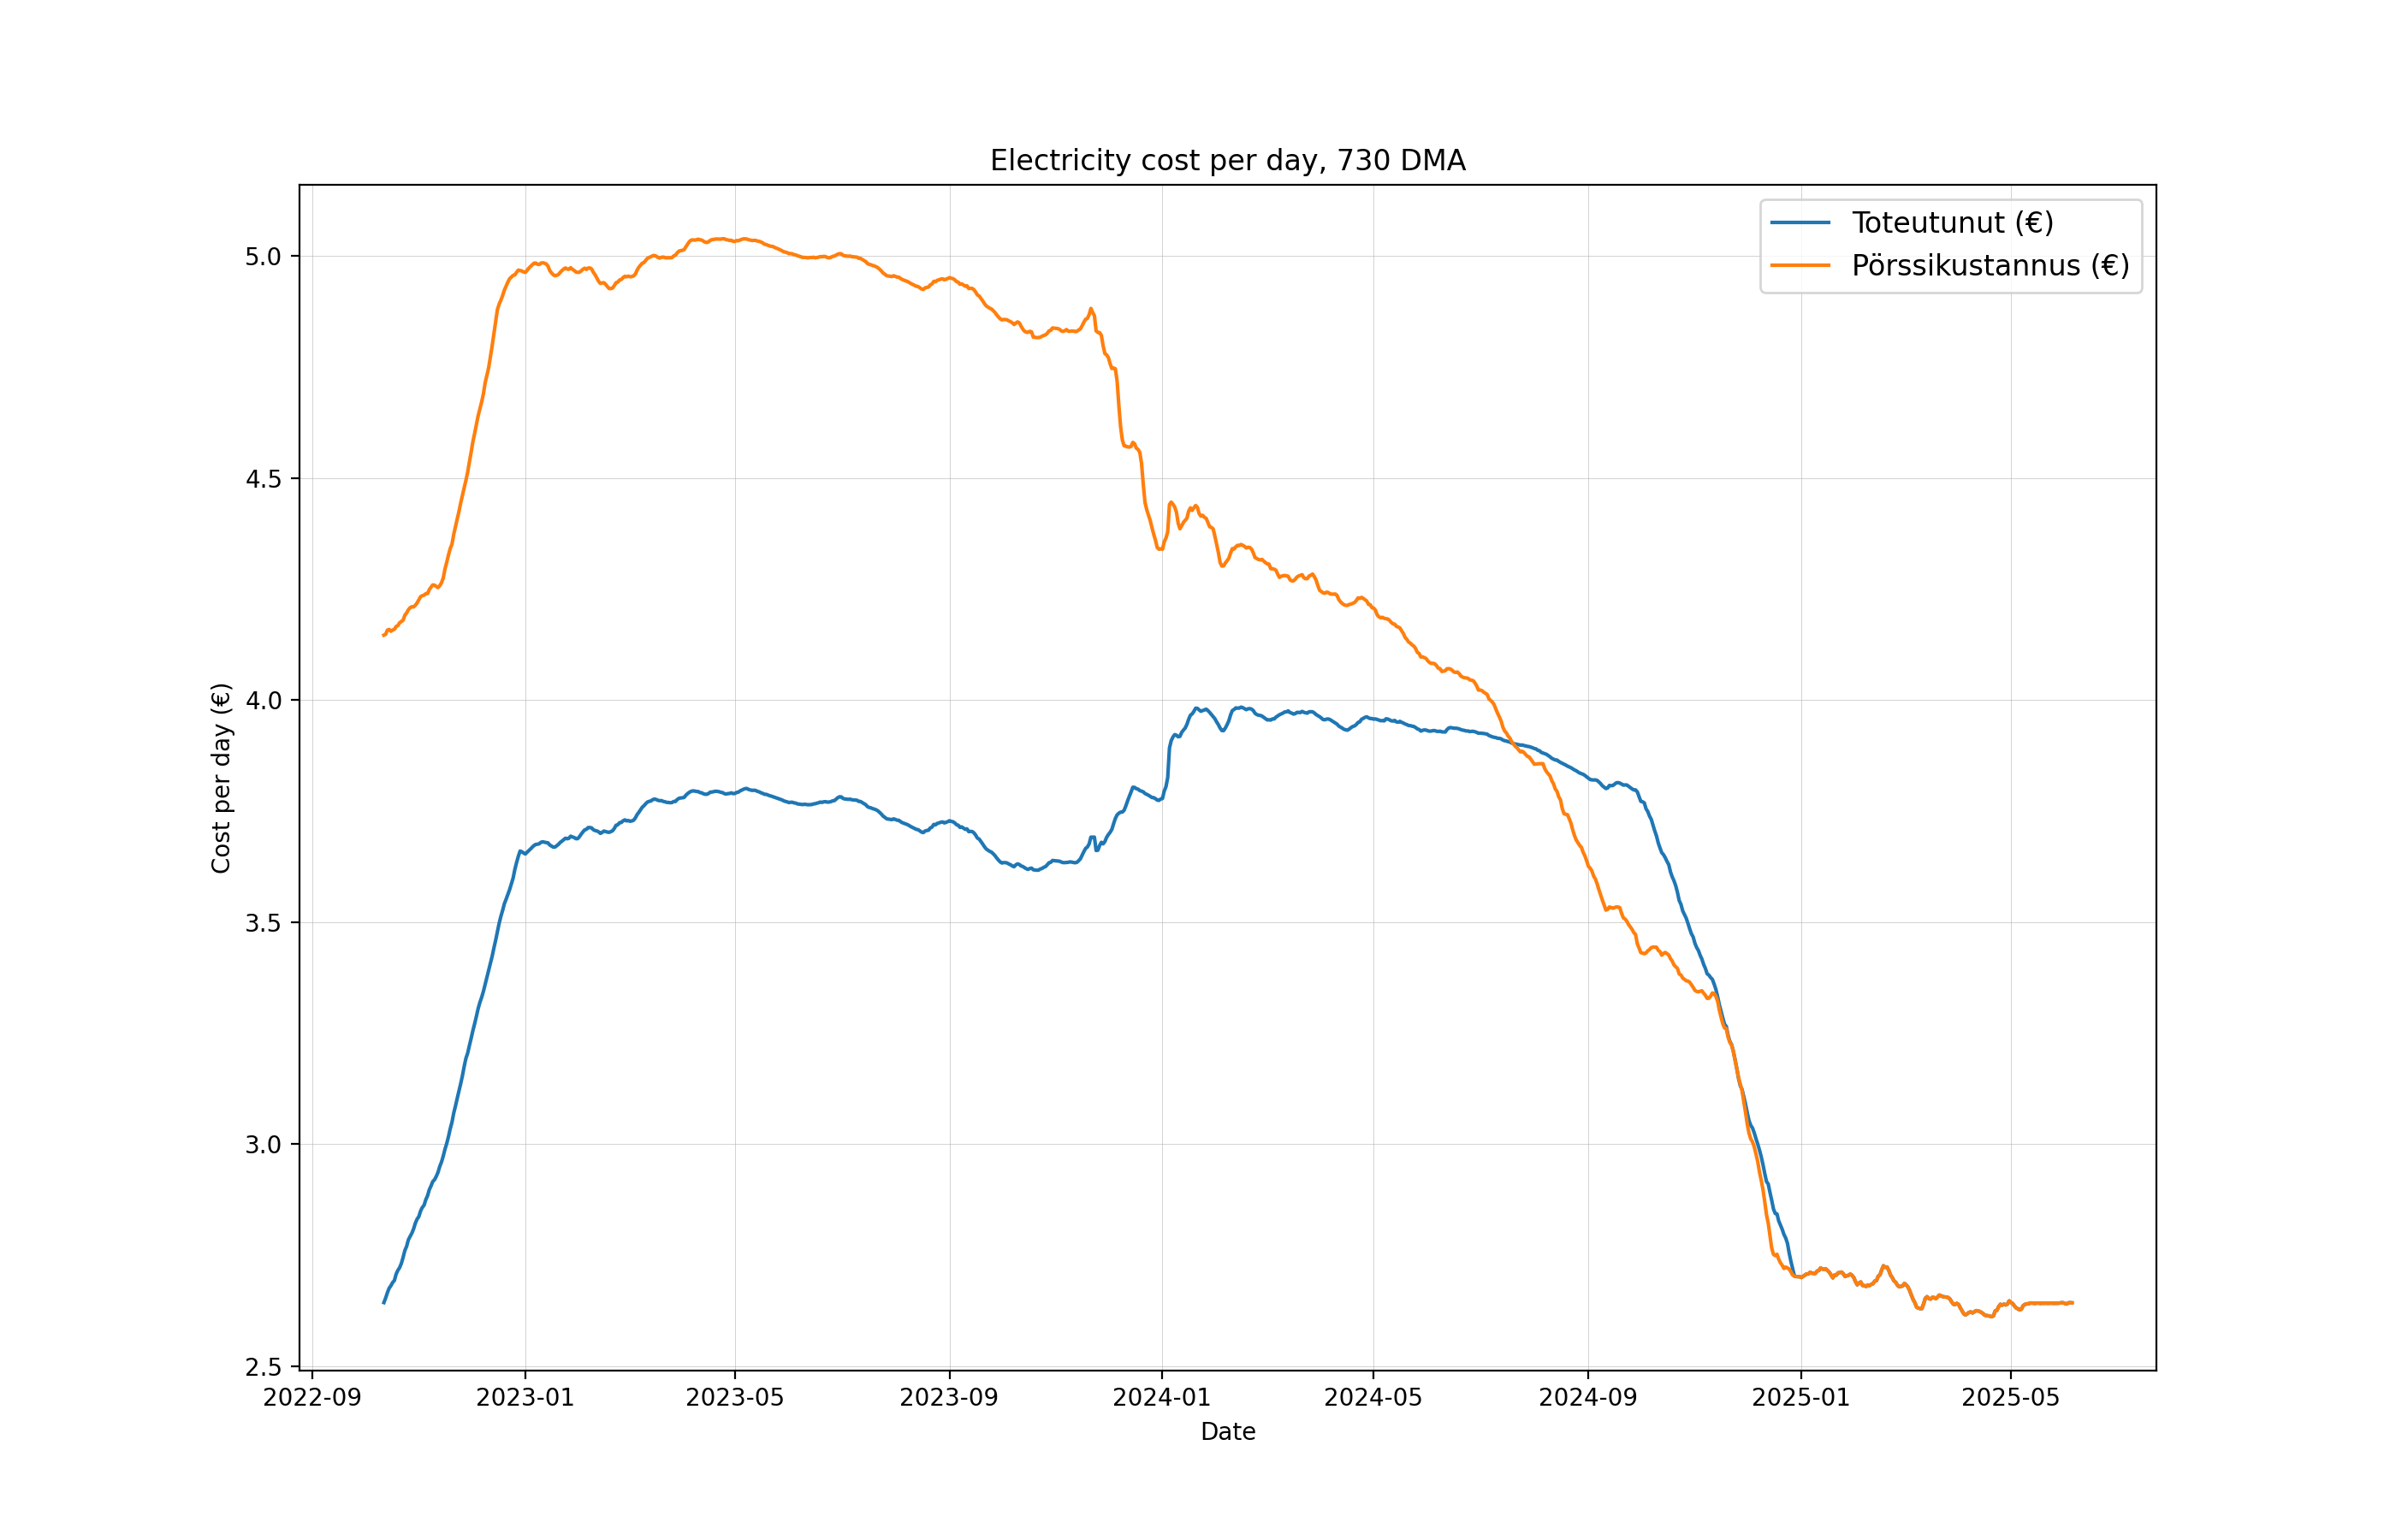 Electricity cost per day, 730 DMA
Toteutunut (€)
Pörssikustannus (€)
Cost per day (€)
5.0
4.5
4.0
3.5
3.0
2.5
2022-09 2023-01 2023-05 2023-09 2024-01 2024-05 2024-09 2025-01 2025-05
Date